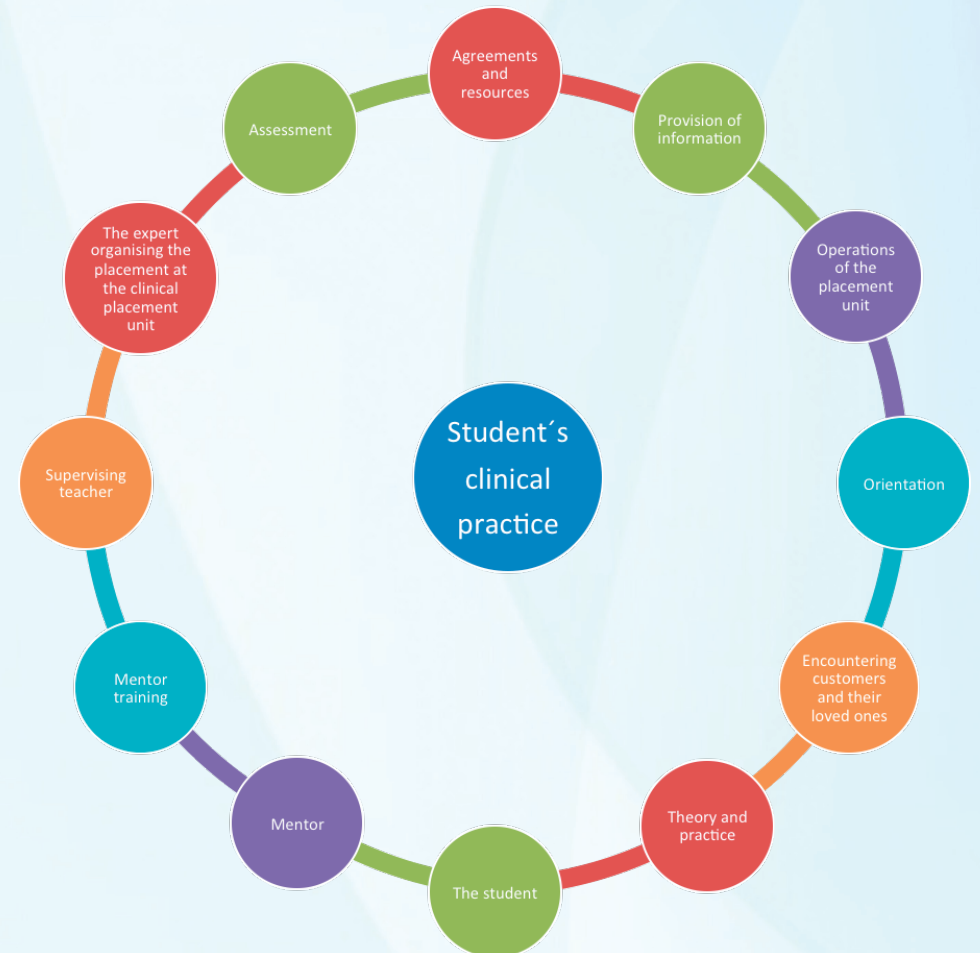 Agreements
and
resources
Provision of
information
Operations
of the
placement
unit
Orientation
Encountering
customers
and their
loved ones
Theory and
practice
The student
Mentor
Mentor
training
Supervising
teacher
The expert
organising the
placement at
the clinical
placement
unit
Assessment
Student´s
clinical
practice